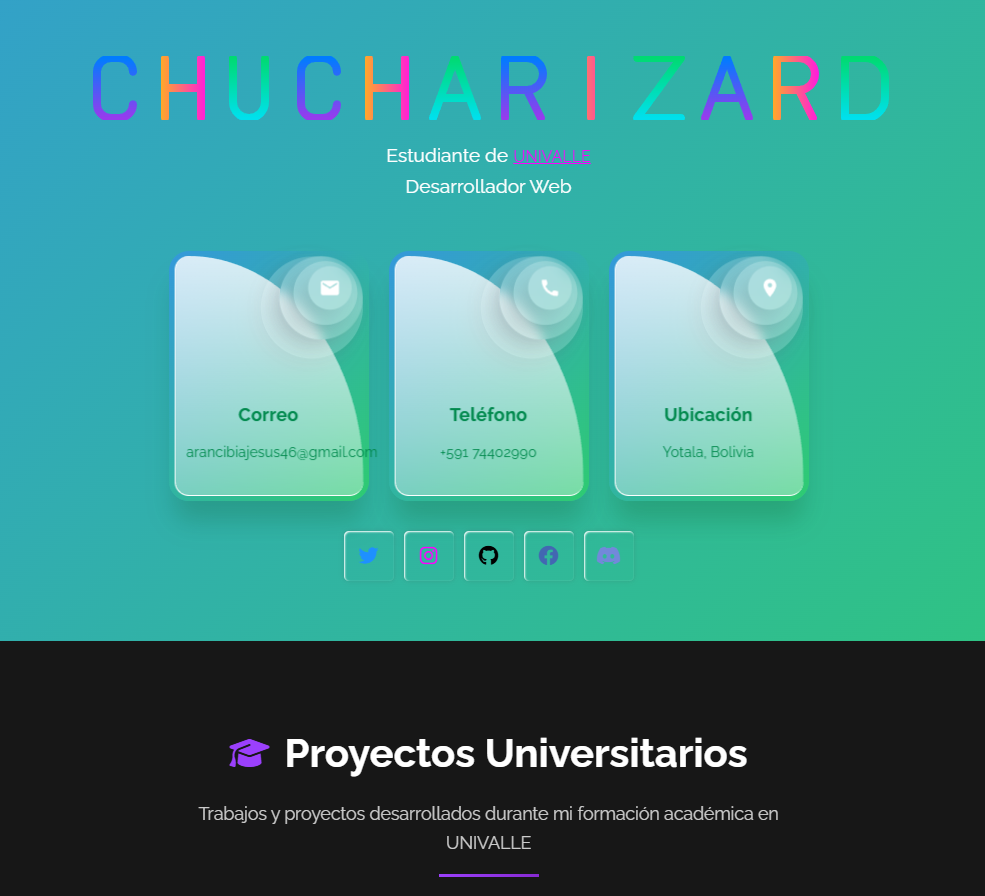 CHUCHARIZARD
Estudiante de UNIVALLE
Desarrollador Web
Correo
arancibiajesus46@gmail.com
Teléfono
+591 74402990
Ubicación
Yotala, Bolivia
Proyectos Universitarios
Trabajos y proyectos desarrollados durante mi formación académica en
UNIVALLE